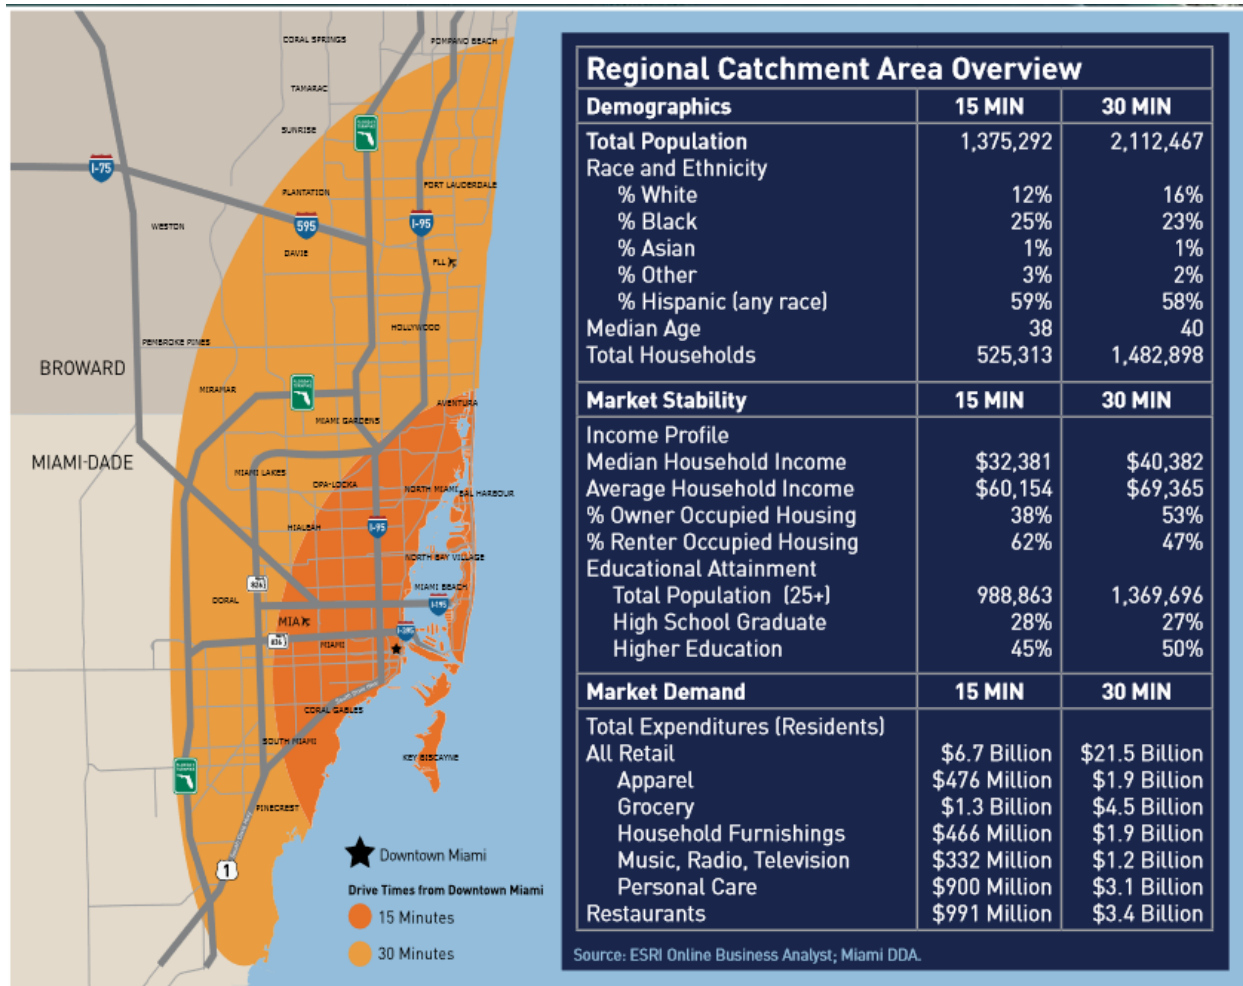 CORAL SPRINGS
POMPANO BEACH
TAMARAC
SUNRISE
I-75
PLANTATION
FORT LAUDERDALE
WESTON
595
I-95
DAVIE
FLL
HOLLYWOOD
PEMBROKE PINES
BROWARD
MIRAMAR
AVENTURA
MIAMI GARDENS
MIAMI-DADE
MIAMI LAKES
OPA-LOCKA
NORTH MIAMI
BAL HARBOUR
HIALEAH
I-95
NORTH BAY VILLAGE
826
MIAMI BEACH
DORAL
I-195
MIA
I-395
836
MIAMI
South Dixie Hwy
CORAL GABLES
SOUTH MIAMI
KEY BISCAYNE
PINECREST
South Dixie Hwy
1
Downtown Miami
Drive Times from Downtown Miami
15 Minutes
30 Minutes
Regional Catchment Area Overview
Demographics 15 MIN 30 MIN
Total Population 1,375,292 2,112,467
Race and Ethnicity
% White 12% 16%
% Black 25% 23%
% Asian 1% 1%
% Other 3% 2%
% Hispanic (any race) 59% 58%
Median Age 38 40
Total Households 525,313 1,482,898
Market Stability 15 MIN 30 MIN
Income Profile
Median Household Income $32,381 $40,382
Average Household Income $60,154 $69,365
% Owner Occupied Housing 38% 53%
% Renter Occupied Housing 62% 47%
Educational Attainment
Total Population (25+) 988,863 1,369,696
High School Graduate 28% 27%
Higher Education 45% 50%
Market Demand 15 MIN 30 MIN
Total Expenditures (Residents)
All Retail $6.7 Billion $21.5 Billion
Apparel $476 Million $1.9 Billion
Grocery $1.3 Billion $4.5 Billion
Household Furnishings $466 Million $1.9 Billion
Music, Radio, Television $332 Million $1.2 Billion
Personal Care $900 Million $3.1 Billion
Restaurants $991 Million $3.4 Billion
Source: ESRI Online Business Analyst; Miami DDA.